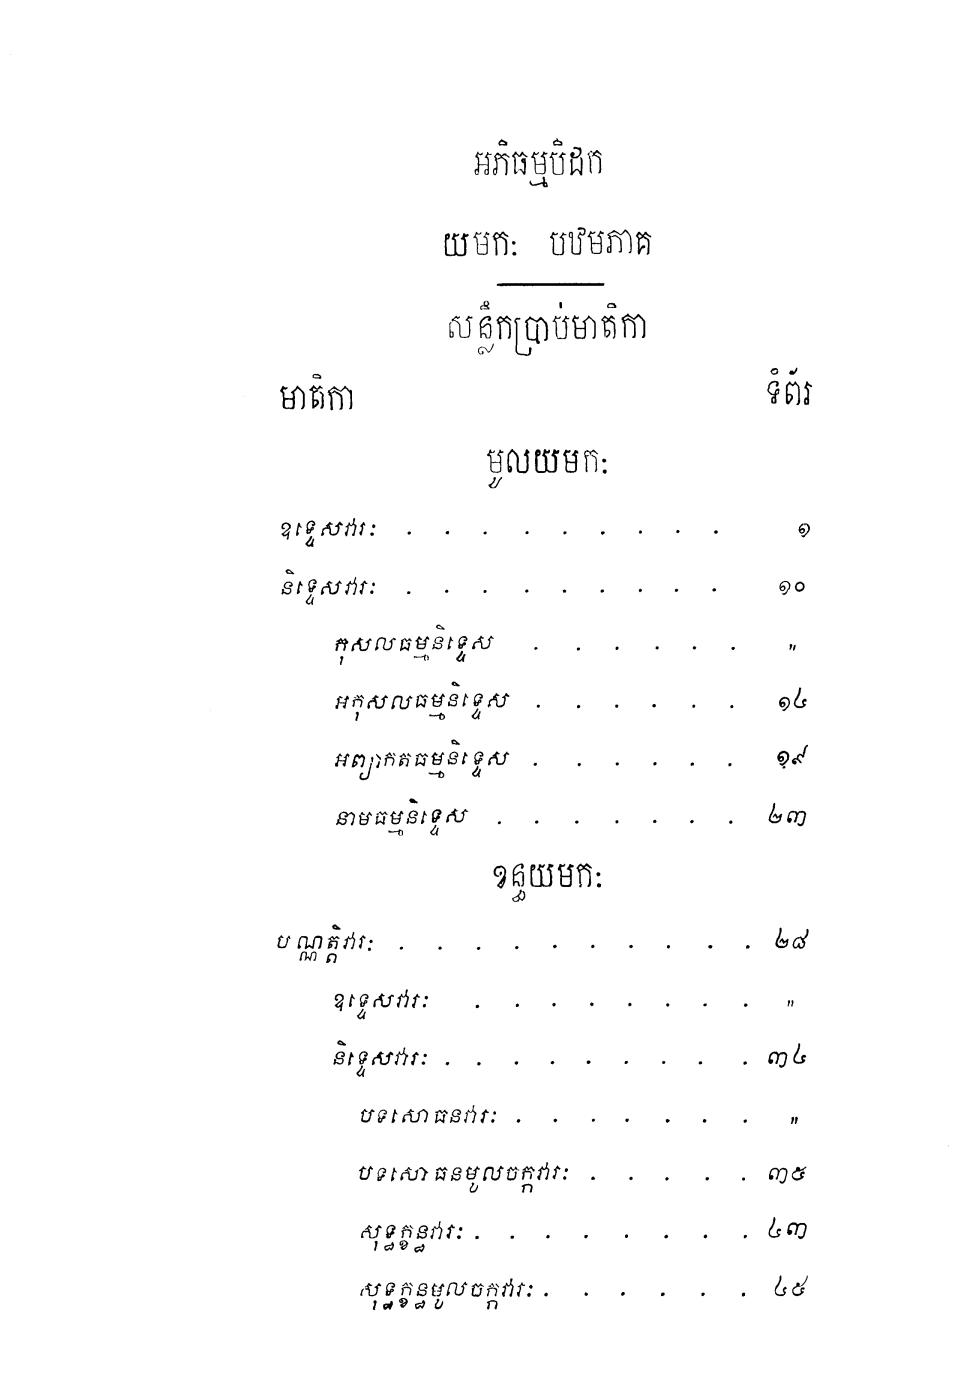 អភិធម្មបិដក
យមកៈ បឋមភាគ
សន្លឹកប្រាប់មាតិកា
មាតិកា ទំព័រ
មូលយមកៈ
ឧទ្ទេសវារៈ . . . . . . . . . ១
និទ្ទេសវារៈ . . . . . . . . . ១០
កុសលធម្មនិទ្ទេស . . . . . . "
អកុសលធម្មនិទ្ទេស . . . . . . ១៤
អព្យាកតធម្មនិទ្ទេស . . . . . . ១៩
នាមធម្មនិទ្ទេស . . . . . . . ២៣
ខន្ធយមកៈ
បណ្ណត្តិវារៈ . . . . . . . . . . ២៨
ឧទ្ទេសវារៈ . . . . . . . . "
និទ្ទេសវារៈ . . . . . . . . . ៣៤
បទសោធនវារៈ . . . . . . . "
បទសោធនមូលចក្កវារៈ . . . . . ៣៥
សុទ្ធក្ខន្ធវារៈ . . . . . . . . ៤៣
សុទ្ធក្ខន្ធមូលចក្កវារៈ . . . . . . ៤៥